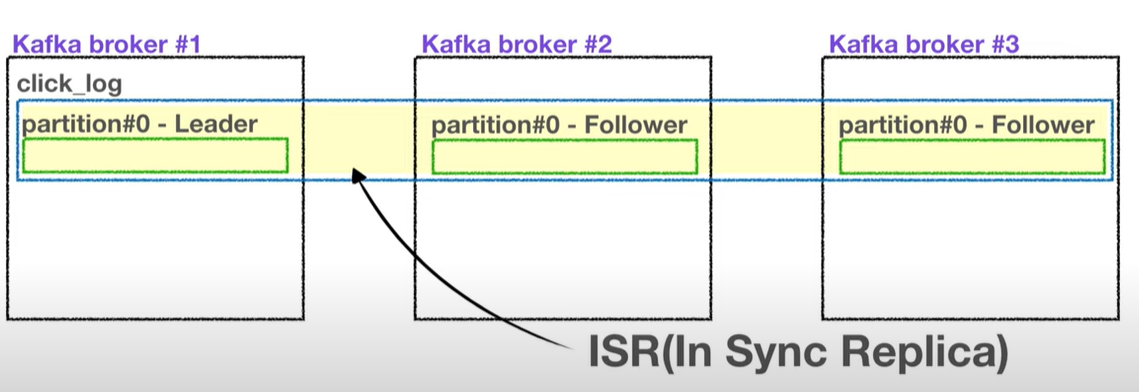 Kafka broker #1
Kafka broker #2
Kafka broker #3
click_log
partition#0 - Leader
partition#0 - Follower
partition#0 - Follower
ISR(In Sync Replica)